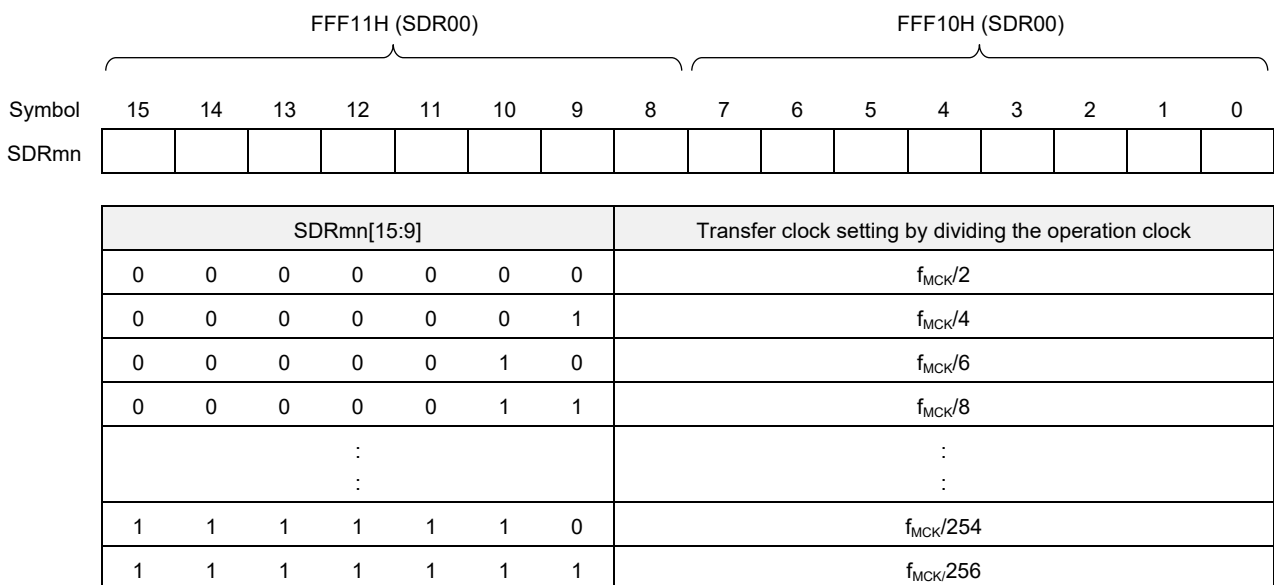 FFF11H (SDR00) FFF10H (SDR00)
Symbol 15 14 13 12 11 10 9 8 7 6 5 4 3 2 1 0
SDRmn
SDRmn[15:9] Transfer clock setting by dividing the operation clock
0 0 0 0 0 0 0 fMCK/2
0 0 0 0 0 0 1 fMCK/4
0 0 0 0 0 1 0 fMCK/6
0 0 0 0 0 1 1 fMCK/8
: :
: :
1 1 1 1 1 1 0 fMCK/254
1 1 1 1 1 1 1 fMCK/256